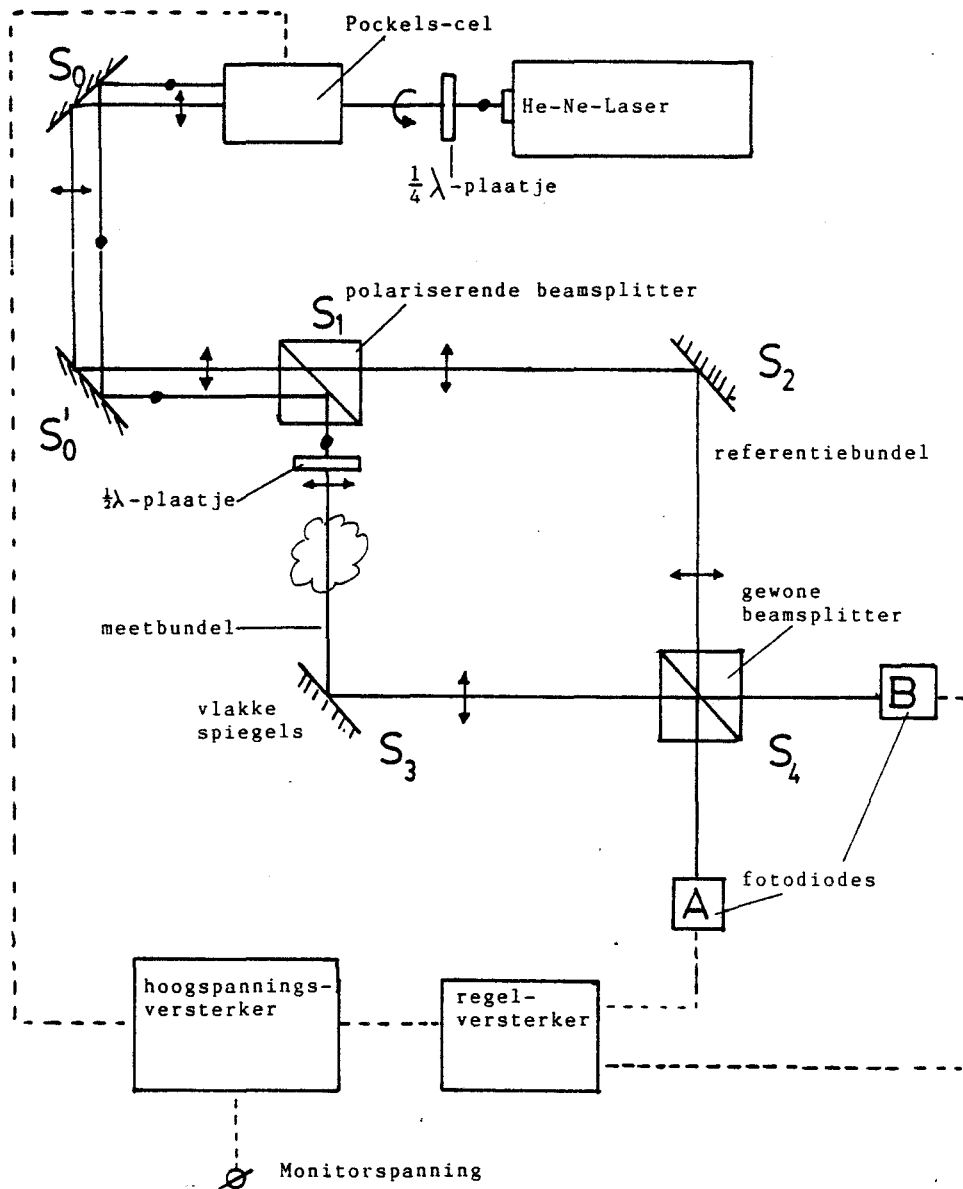 Pockels-cel
S₀
He-Ne-Laser
¼ λ-plaatje
polariserende beamsplitter
S₁
S₂
S₀'
referentiebundel
½λ-plaatje
gewone
beamsplitter
meetbundel
B
vlakke
spiegels
S₃
S₄
fotodiodes
A
hoogspannings-
versterker
regel-
versterker
Monitorspanning